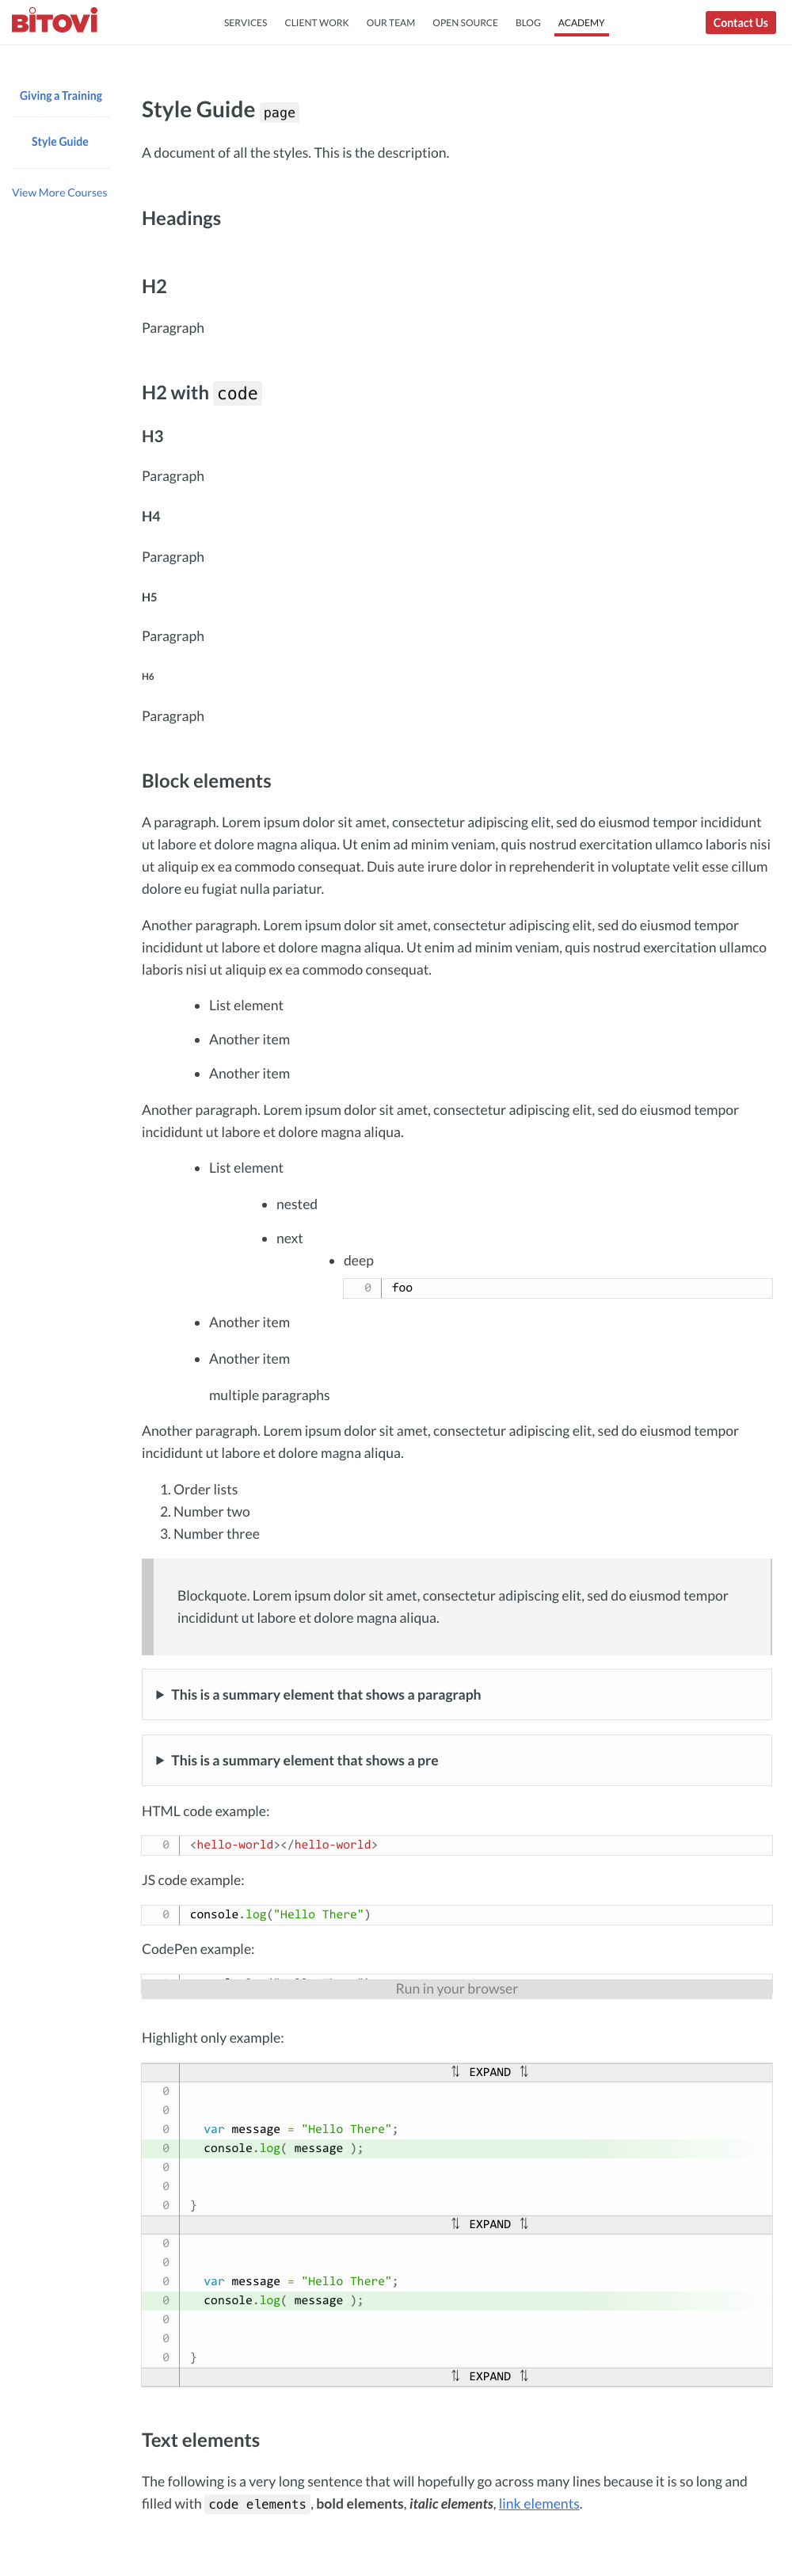 BiTOVi
SERVICES CLIENT WORK OUR TEAM OPEN SOURCE BLOG ACADEMY
Contact Us
Giving a Training
Style Guide
View More Courses
Style Guide page
A document of all the styles. This is the description.
Headings
H2
Paragraph
H2 with code
H3
Paragraph
H4
Paragraph
H5
Paragraph
H6
Paragraph
Block elements
A paragraph. Lorem ipsum dolor sit amet, consectetur adipiscing elit, sed do eiusmod tempor incididunt
ut labore et dolore magna aliqua. Ut enim ad minim veniam, quis nostrud exercitation ullamco laboris nisi
ut aliquip ex ea commodo consequat. Duis aute irure dolor in reprehenderit in voluptate velit esse cillum
dolore eu fugiat nulla pariatur.
Another paragraph. Lorem ipsum dolor sit amet, consectetur adipiscing elit, sed do eiusmod tempor
incididunt ut labore et dolore magna aliqua. Ut enim ad minim veniam, quis nostrud exercitation ullamco
laboris nisi ut aliquip ex ea commodo consequat.
• List element
• Another item
• Another item
Another paragraph. Lorem ipsum dolor sit amet, consectetur adipiscing elit, sed do eiusmod tempor
incididunt ut labore et dolore magna aliqua.
• List element
• nested
• next
• deep
0 foo
• Another item
• Another item
multiple paragraphs
Another paragraph. Lorem ipsum dolor sit amet, consectetur adipiscing elit, sed do eiusmod tempor
incididunt ut labore et dolore magna aliqua.
1. Order lists
2. Number two
3. Number three
Blockquote. Lorem ipsum dolor sit amet, consectetur adipiscing elit, sed do eiusmod tempor
incididunt ut labore et dolore magna aliqua.
▶ This is a summary element that shows a paragraph
▶ This is a summary element that shows a pre
HTML code example:
0 <hello-world></hello-world>
JS code example:
0 console.log("Hello There")
CodePen example:
Run in your browser
Highlight only example:
⇅ EXPAND ⇅
0
0
0 var message = "Hello There";
0 console.log( message );
0
0
0 }
⇅ EXPAND ⇅
0
0
0 var message = "Hello There";
0 console.log( message );
0
0
0 }
⇅ EXPAND ⇅
Text elements
The following is a very long sentence that will hopefully go across many lines because it is so long and
filled with code elements, bold elements, italic elements, link elements.